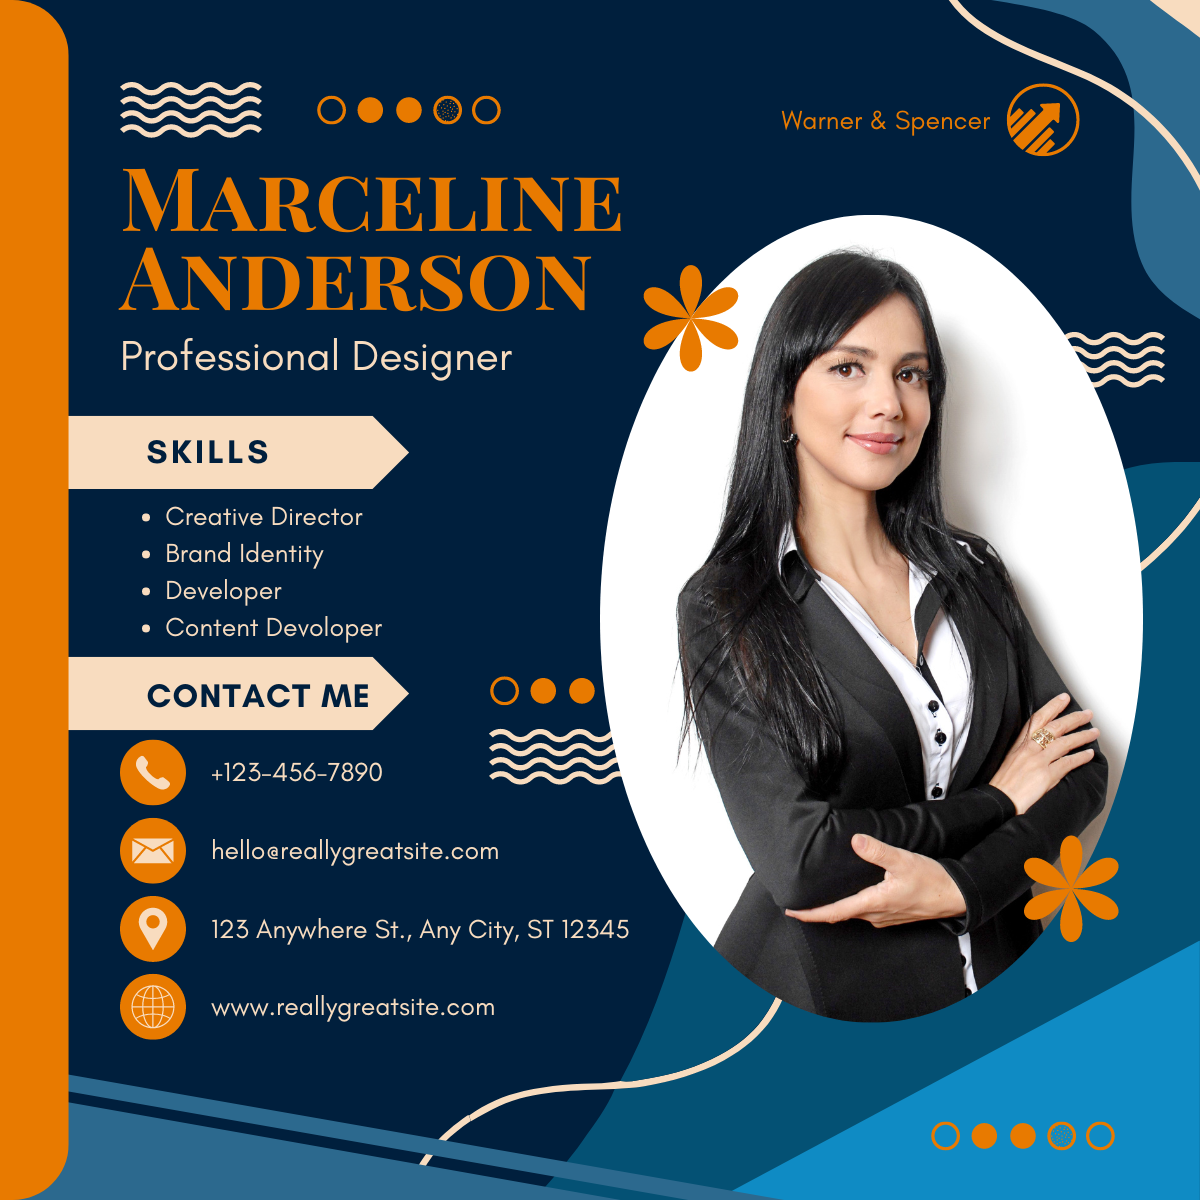 Warner & Spencer
MARCELINE
ANDERSON
Professional Designer
SKILLS
• Creative Director
• Brand Identity
• Developer
• Content Devoloper
CONTACT ME
+123-456-7890
hello@reallygreatsite.com
123 Anywhere St., Any City, ST 12345
www.reallygreatsite.com